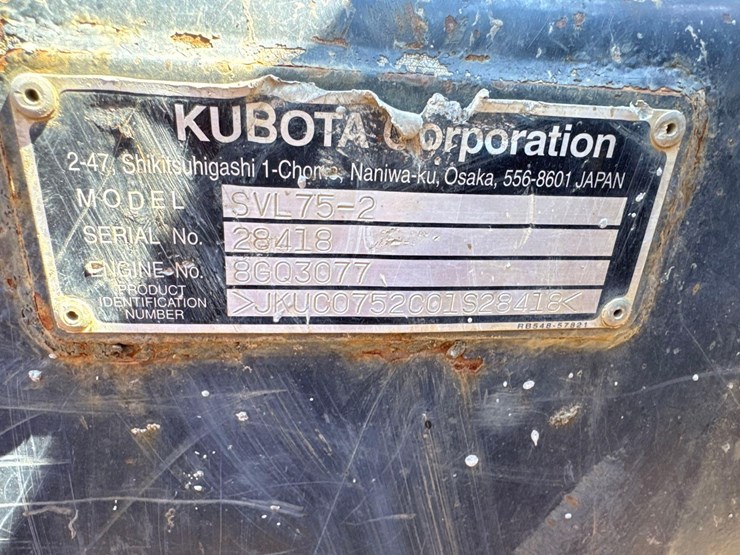 KUBOTA Corporation
2-47, Shikitsuhigashi 1-Chome, Naniwa-ku, Osaka, 556-8601 JAPAN
MODEL SVL75-2
SERIAL No. 28418
ENGINE No. 8GQ3077
PRODUCT IDENTIFICATION NUMBER >JKUC0752C01S28418<
RB548-57821